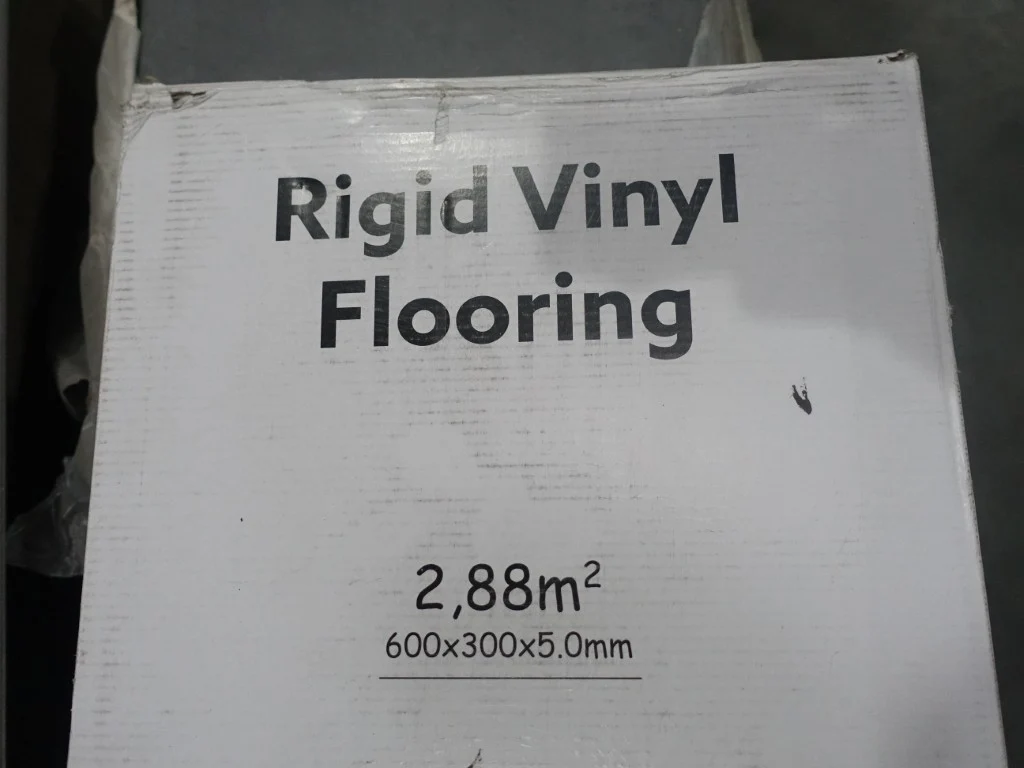 Rigid Vinyl
Flooring
2,88m²
600x300x5.0mm